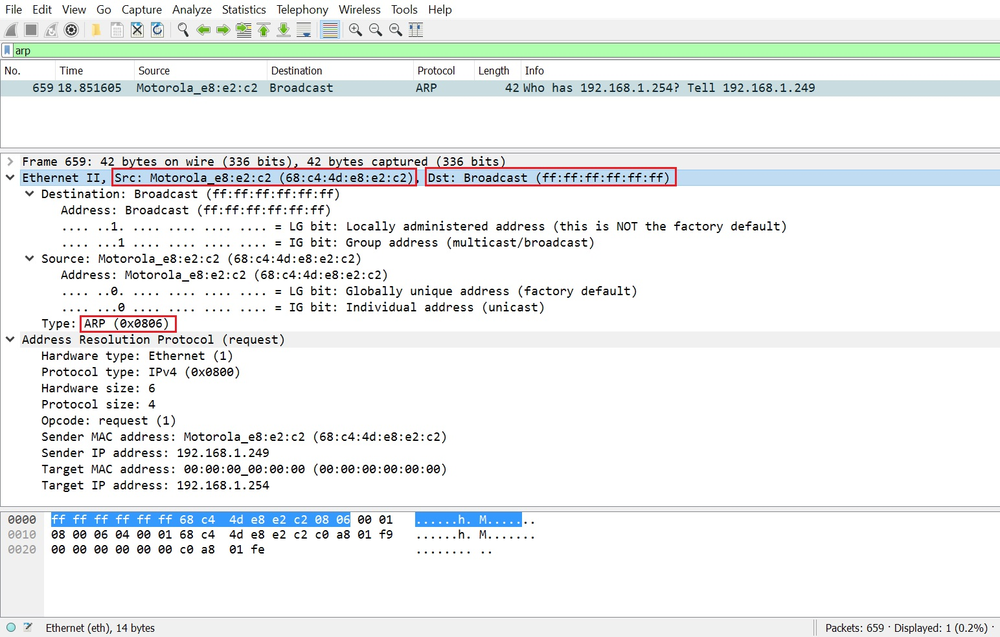 File Edit View Go Capture Analyze Statistics Telephony Wireless Tools Help
arp
No. Time Source Destination Protocol Length Info
659 18.851605 Motorola_e8:e2:c2 Broadcast ARP 42 Who has 192.168.1.254? Tell 192.168.1.249
Frame 659: 42 bytes on wire (336 bits), 42 bytes captured (336 bits)
Ethernet II, Src: Motorola_e8:e2:c2 (68:c4:4d:e8:e2:c2), Dst: Broadcast (ff:ff:ff:ff:ff:ff)
Destination: Broadcast (ff:ff:ff:ff:ff:ff)
Address: Broadcast (ff:ff:ff:ff:ff:ff)
.... ..1. .... .... .... .... = LG bit: Locally administered address (this is NOT the factory default)
.... ...1 .... .... .... .... = IG bit: Group address (multicast/broadcast)
Source: Motorola_e8:e2:c2 (68:c4:4d:e8:e2:c2)
Address: Motorola_e8:e2:c2 (68:c4:4d:e8:e2:c2)
.... ..0. .... .... .... .... = LG bit: Globally unique address (factory default)
.... ...0 .... .... .... .... = IG bit: Individual address (unicast)
Type: ARP (0x0806)
Address Resolution Protocol (request)
Hardware type: Ethernet (1)
Protocol type: IPv4 (0x0800)
Hardware size: 6
Protocol size: 4
Opcode: request (1)
Sender MAC address: Motorola_e8:e2:c2 (68:c4:4d:e8:e2:c2)
Sender IP address: 192.168.1.249
Target MAC address: 00:00:00_00:00:00 (00:00:00:00:00:00)
Target IP address: 192.168.1.254
0000 ff ff ff ff ff ff 68 c4 4d e8 e2 c2 08 06 00 01 ......h. M.......
0010 08 00 06 04 00 01 68 c4 4d e8 e2 c2 c0 a8 01 f9 ......h. M.......
0020 00 00 00 00 00 00 c0 a8 01 fe ........ ..
Ethernet (eth), 14 bytes
Packets: 659 · Displayed: 1 (0.2%) ·